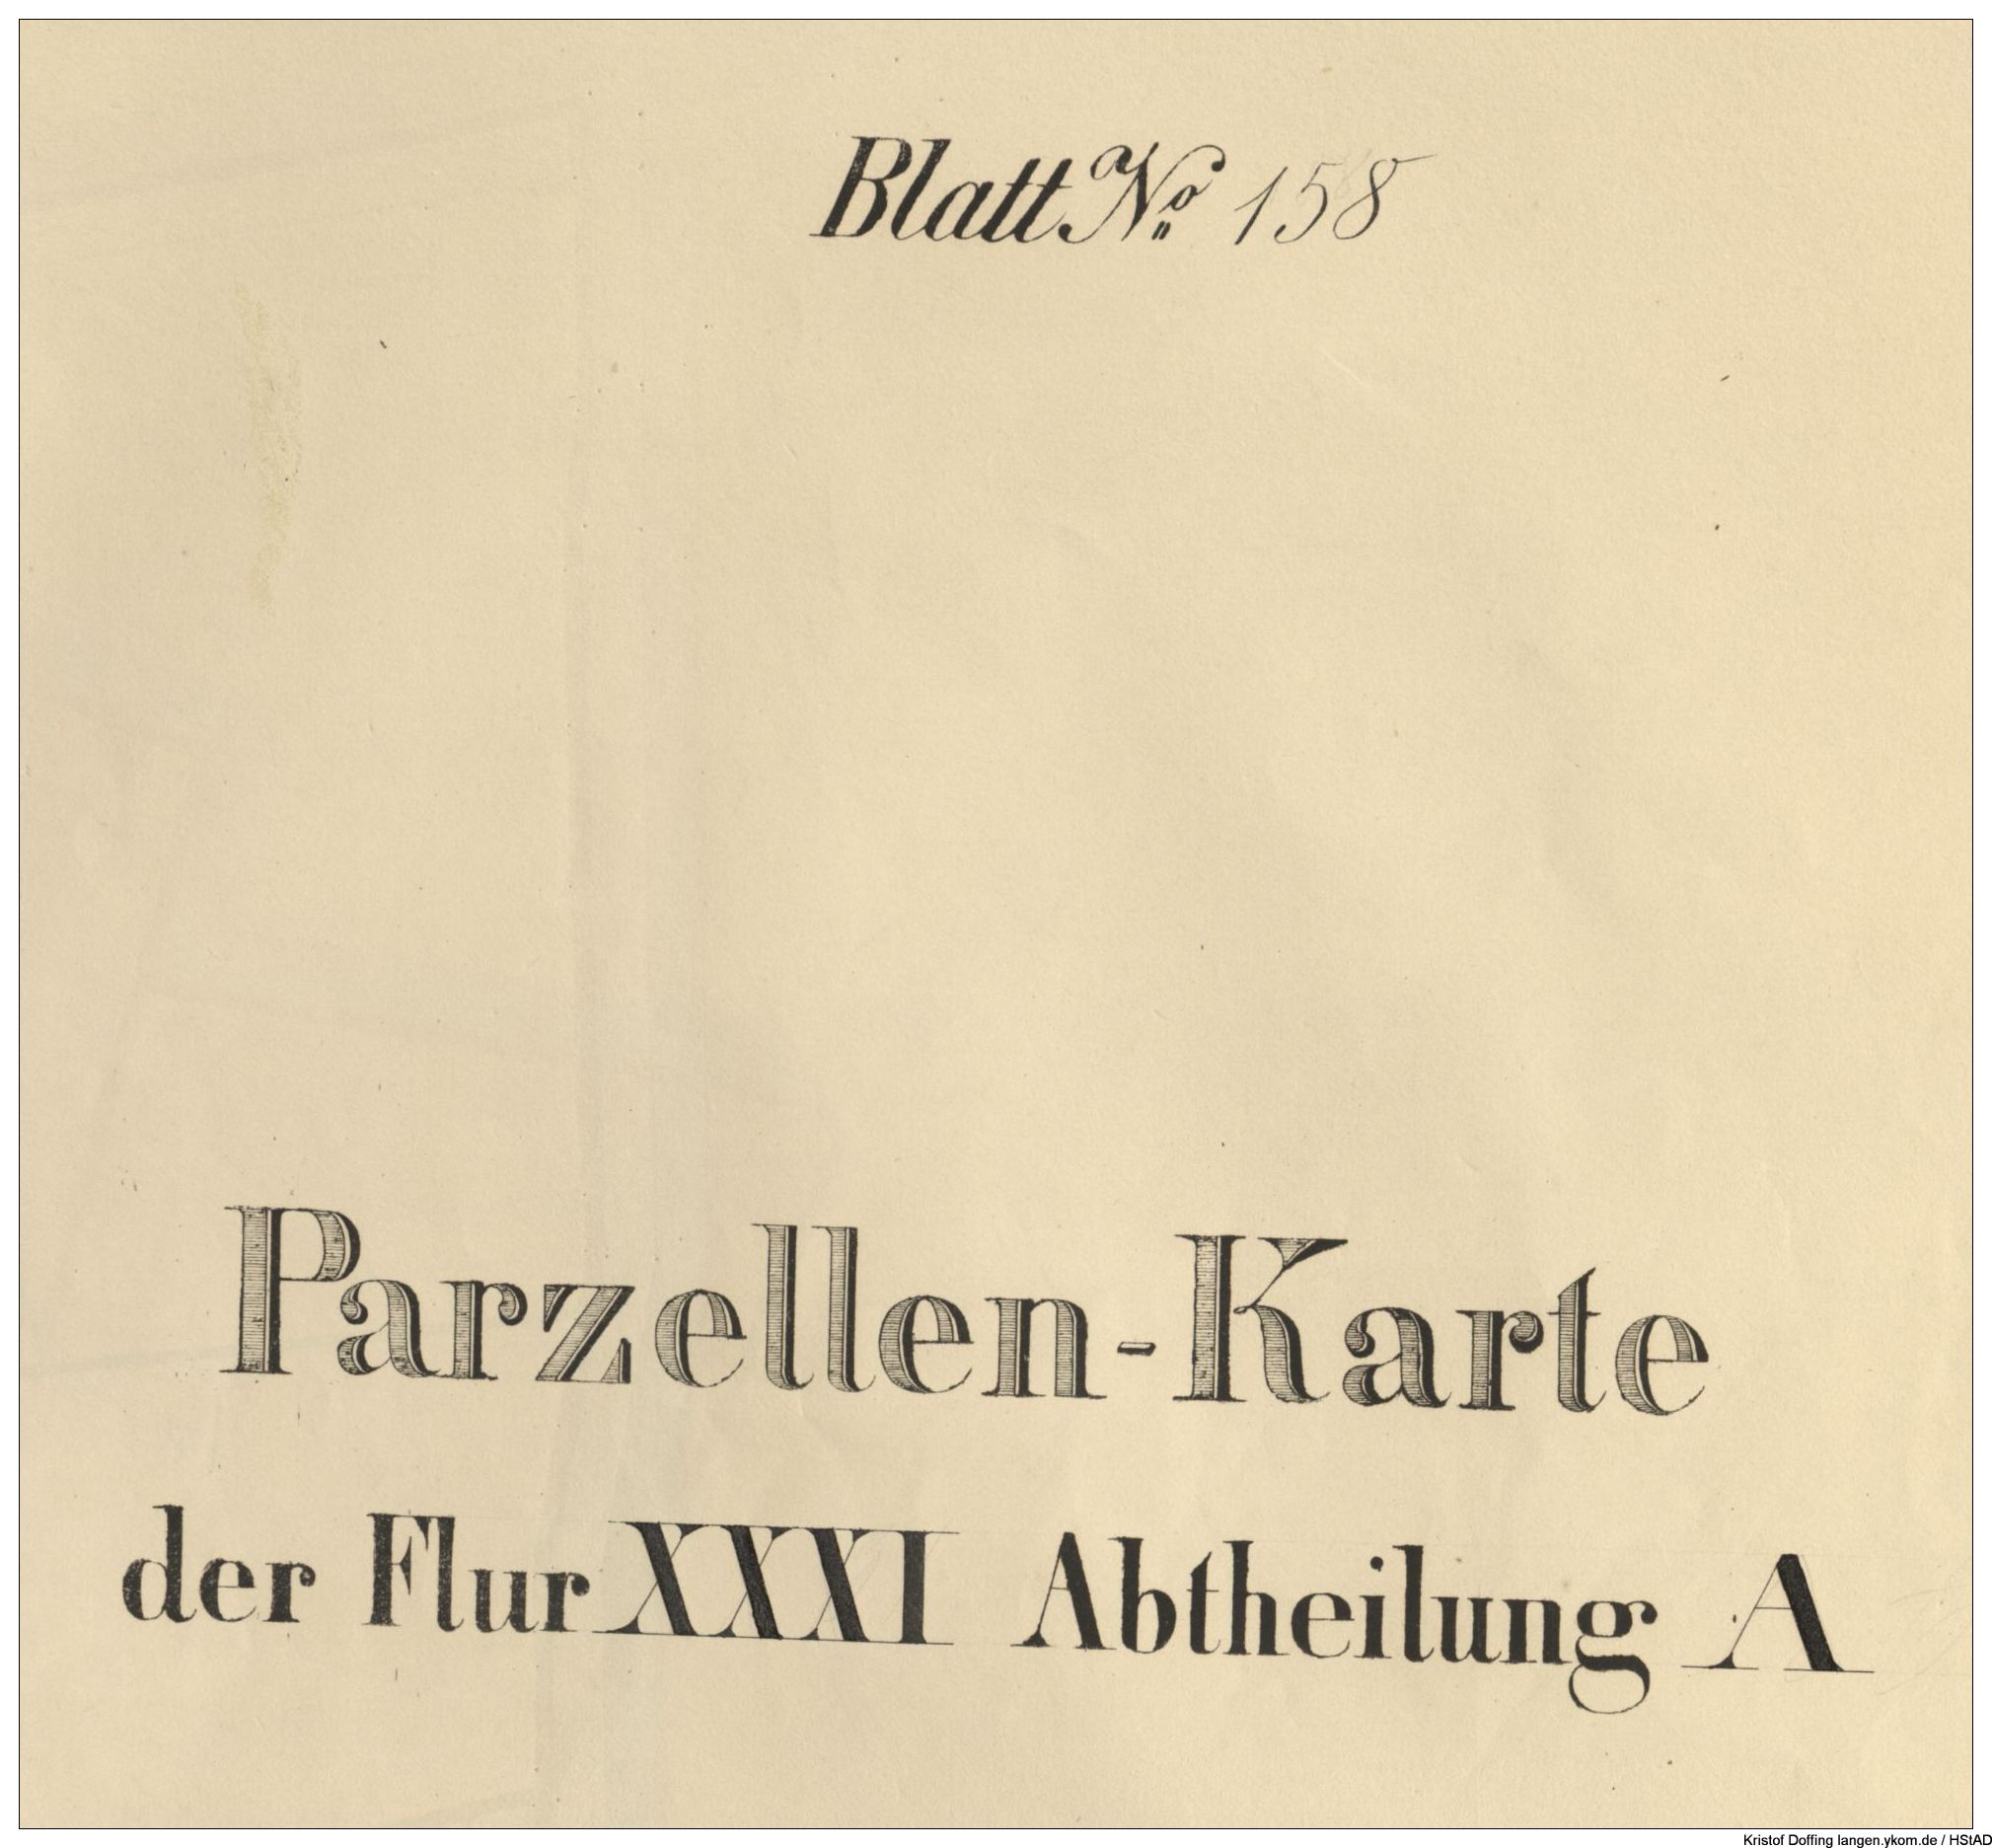 Blatt No. 158
Parzellen-Karte
der Flur XXXI Abtheilung A
Kristof Doffing langen.ykom.de / HStAD